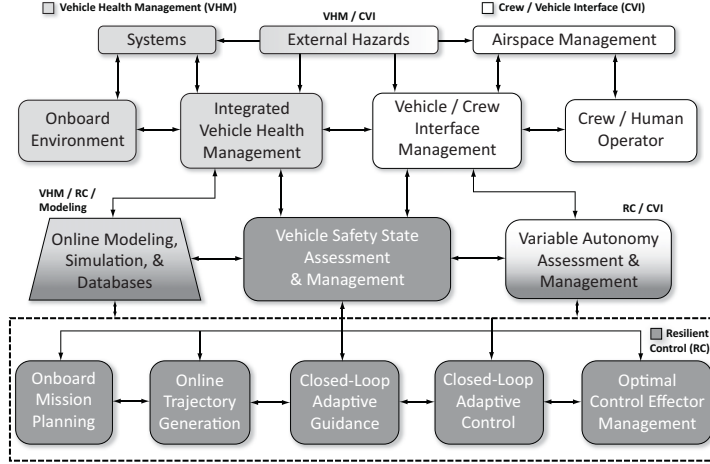 Vehicle Health Management (VHM)
VHM / CVI
Crew / Vehicle Interface (CVI)
Systems
External Hazards
Airspace Management
Onboard
Environment
Integrated
Vehicle Health
Management
Vehicle / Crew
Interface
Management
Crew / Human
Operator
VHM / RC /
Modeling
RC / CVI
Online Modeling,
Simulation, &
Databases
Vehicle Safety State
Assessment
& Management
Variable Autonomy
Assessment &
Management
Resilient
Control (RC)
Onboard
Mission
Planning
Online
Trajectory
Generation
Closed-Loop
Adaptive
Guidance
Closed-Loop
Adaptive
Control
Optimal
Control Effector
Management